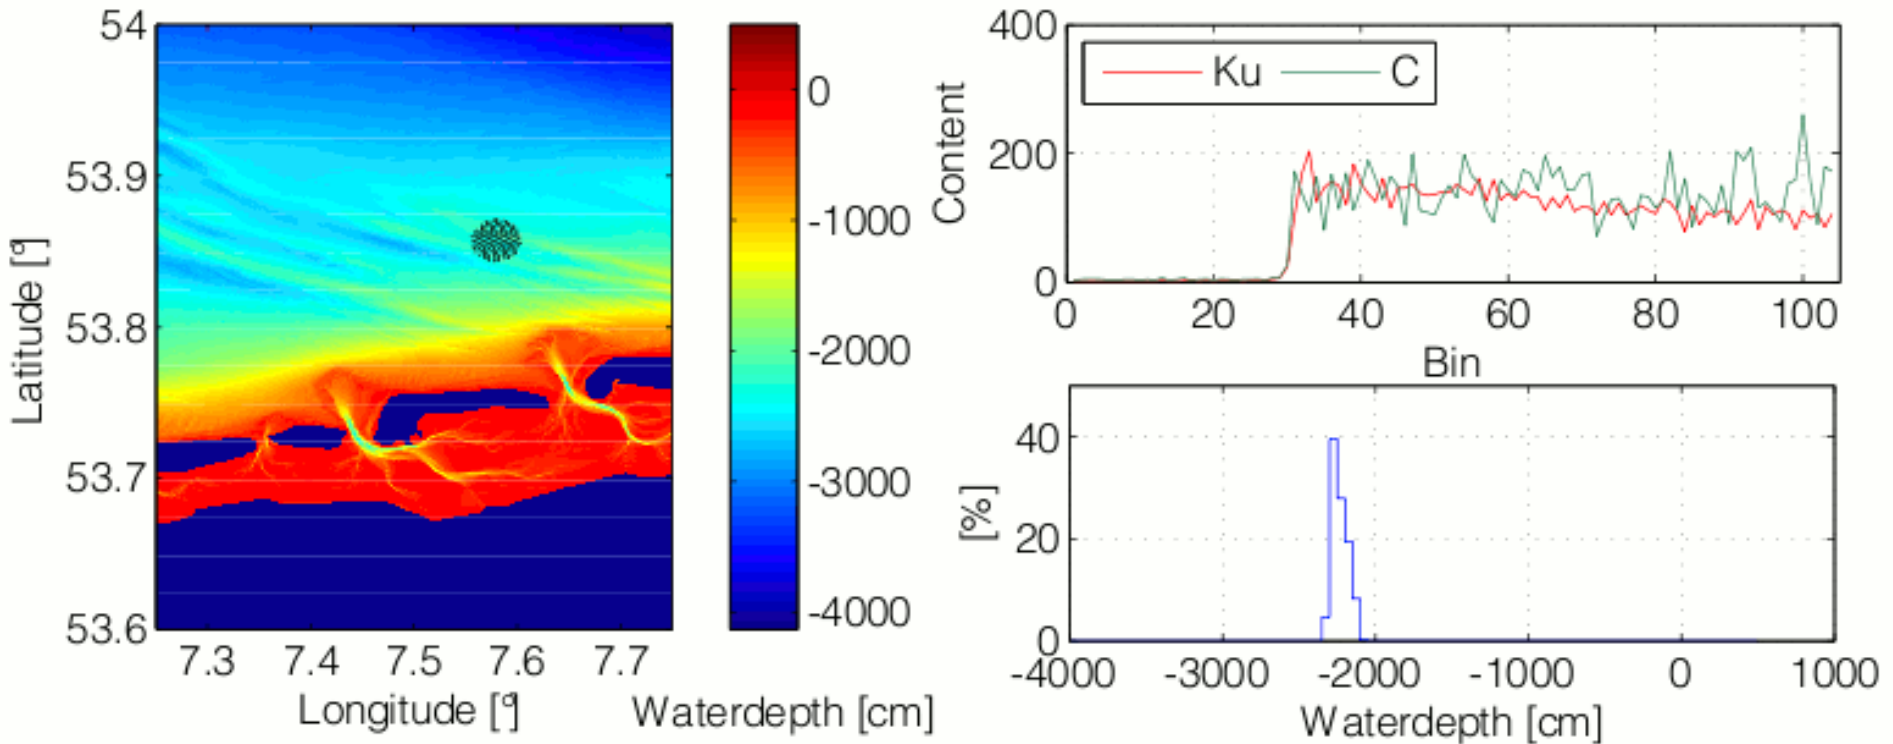 54
53.9
53.8
53.7
53.6
Latitude [º]
7.3 7.4 7.5 7.6 7.7
Longitude [º]
0
-1000
-2000
-3000
-4000
Waterdepth [cm]
400
200
0
Content
Ku C
0 20 40 60 80 100
Bin
40
20
0
[%]
-4000 -3000 -2000 -1000 0 1000
Waterdepth [cm]